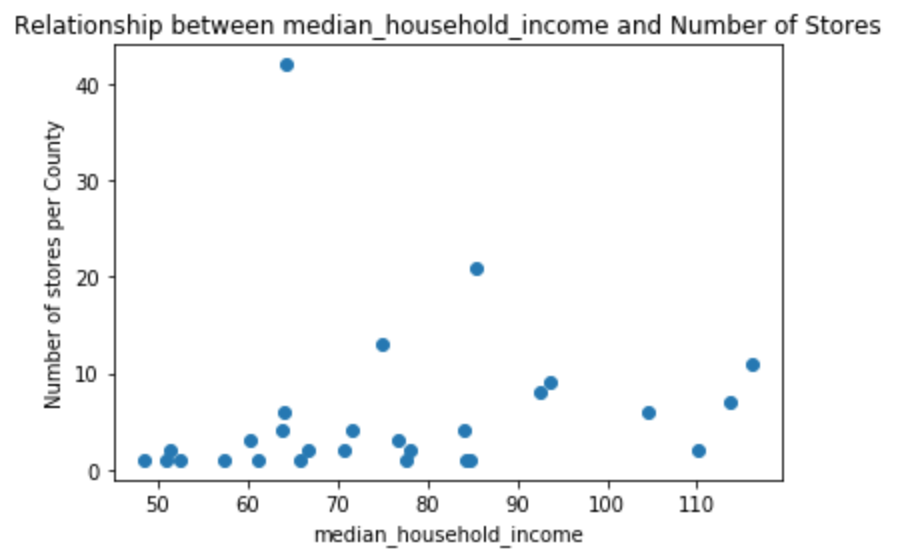 Relationship between median_household_income and Number of Stores
Number of stores per County
40
30
20
10
0
50 60 70 80 90 100 110
median_household_income